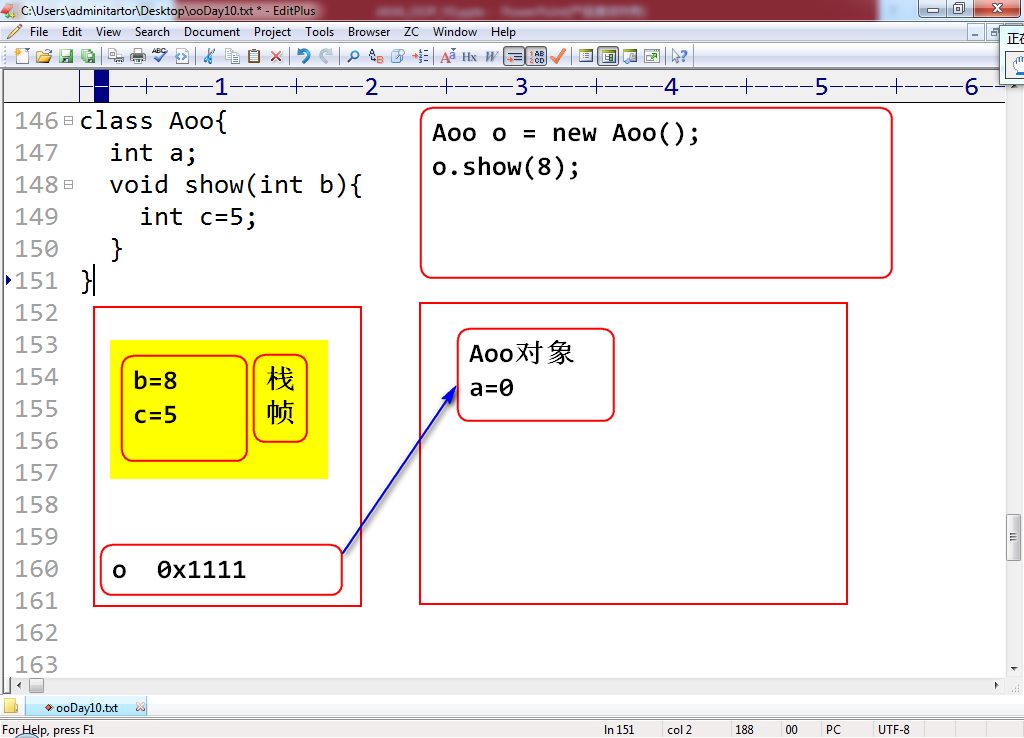 C:\Users\adminitartor\Desktop\ooDay10.txt * - EditPlus
File Edit View Search Document Project Tools Browser ZC Window Help
正在
1 2 3 4 5 6
146 class Aoo{
147 int a;
148 void show(int b){
149 int c=5;
150 }
151 }
152
153
154
155
156
157
158
159
160
161
162
163
Aoo o = new Aoo();
o.show(8);
b=8
c=5
栈
帧
o 0x1111
Aoo对象
a=0
ooDay10.txt
For Help, press F1 ln 151 col 2 188 00 PC UTF-8